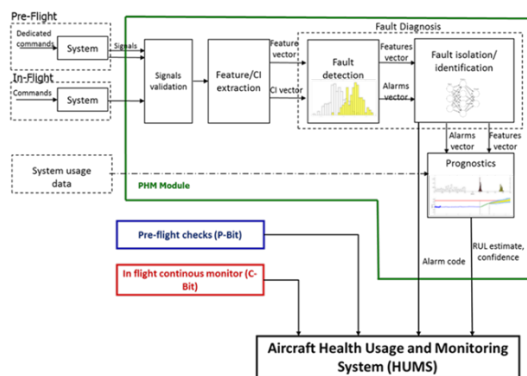 Pre-Flight
Dedicated
commands
System
Signals
In-Flight
Commands
System
Signals
validation
Feature/CI
extraction
Feature
vector
CI vector
Fault Diagnosis
Fault
detection
Features
vector
Alarms
vector
Fault isolation/
identification
Alarms
vector
Features
vector
System usage
data
PHM Module
Prognostics
Pre-flight checks (P-Bit)
In flight continous monitor (C-
Bit)
Alarm code
RUL estimate,
confidence
Aircraft Health Usage and Monitoring
System (HUMS)